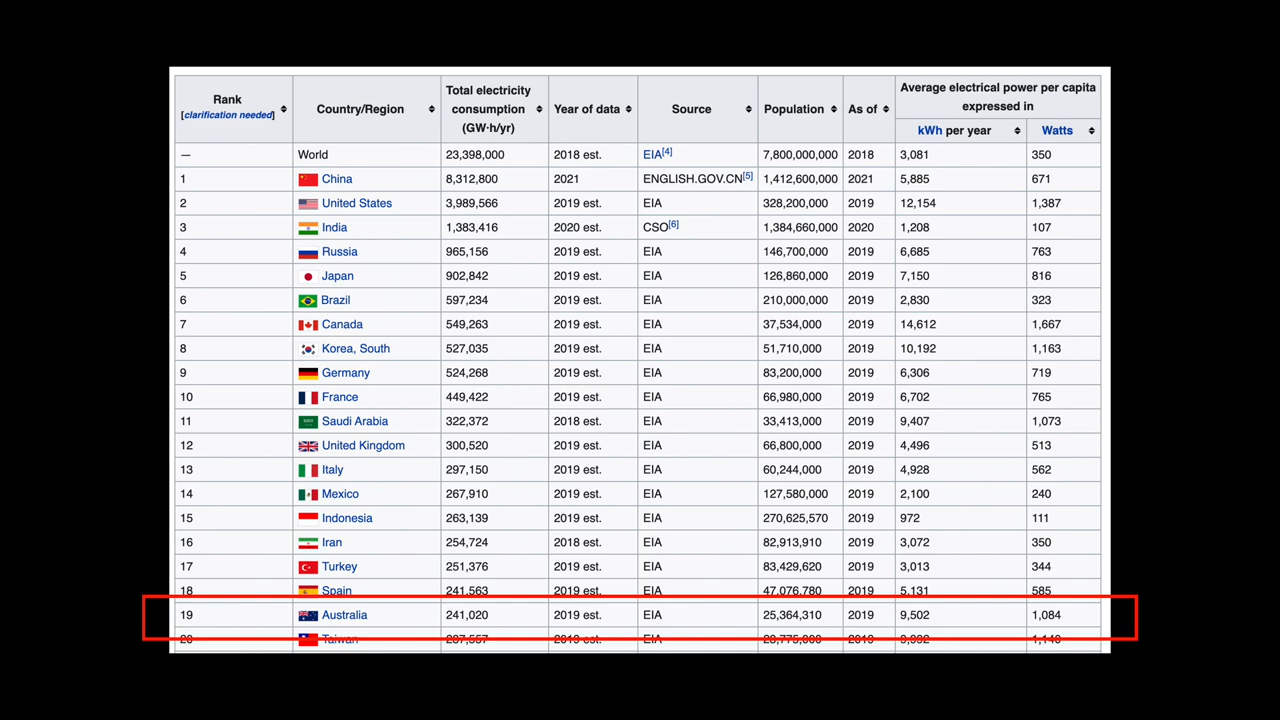 Rank [clarification needed] Country/Region Total electricity consumption (GW·h/yr) Year of data Source Population As of Average electrical power per capita expressed in
kWh per year Watts
— World 23,398,000 2018 est. EIA[4] 7,800,000,000 2018 3,081 350
1 China 8,312,800 2021 ENGLISH.GOV.CN[5] 1,412,600,000 2021 5,885 671
2 United States 3,989,566 2019 est. EIA 328,200,000 2019 12,154 1,387
3 India 1,383,416 2020 est. CSO[6] 1,384,660,000 2020 1,208 107
4 Russia 965,156 2019 est. EIA 146,700,000 2019 6,685 763
5 Japan 902,842 2019 est. EIA 126,860,000 2019 7,150 816
6 Brazil 597,234 2019 est. EIA 210,000,000 2019 2,830 323
7 Canada 549,263 2019 est. EIA 37,534,000 2019 14,612 1,667
8 Korea, South 527,035 2019 est. EIA 51,710,000 2019 10,192 1,163
9 Germany 524,268 2019 est. EIA 83,200,000 2019 6,306 719
10 France 449,422 2019 est. EIA 66,980,000 2019 6,702 765
11 Saudi Arabia 322,372 2018 est. EIA 33,413,000 2019 9,407 1,073
12 United Kingdom 300,520 2019 est. EIA 66,800,000 2019 4,496 513
13 Italy 297,150 2019 est. EIA 60,244,000 2019 4,928 562
14 Mexico 267,910 2019 est. EIA 127,580,000 2019 2,100 240
15 Indonesia 263,139 2019 est. EIA 270,625,570 2019 972 111
16 Iran 254,724 2018 est. EIA 82,913,910 2019 3,072 350
17 Turkey 251,376 2019 est. EIA 83,429,620 2019 3,013 344
18 Spain 241,563 2019 est. EIA 47,076,780 2019 5,131 585
19 Australia 241,020 2019 est. EIA 25,364,310 2019 9,502 1,084
20 Taiwan EIA 2019